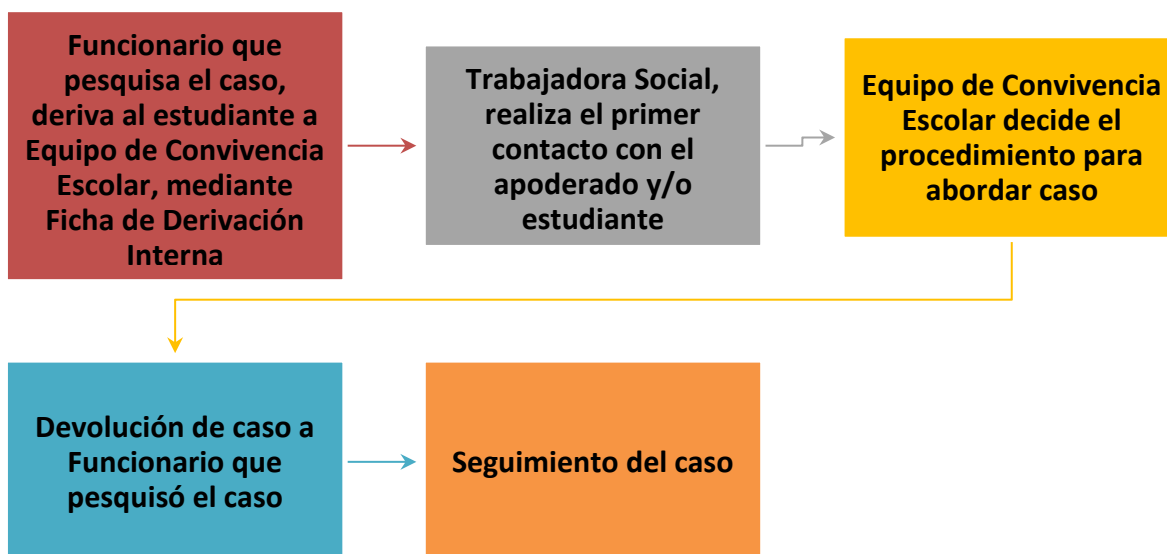 Funcionario que
pesquisa el caso,
deriva al estudiante a
Equipo de Convivencia
Escolar, mediante
Ficha de Derivación
Interna
Trabajadora Social,
realiza el primer
contacto con el
apoderado y/o
estudiante
Equipo de Convivencia
Escolar decide el
procedimiento para
abordar caso
Devolución de caso a
Funcionario que
pesquisó el caso
Seguimiento del caso